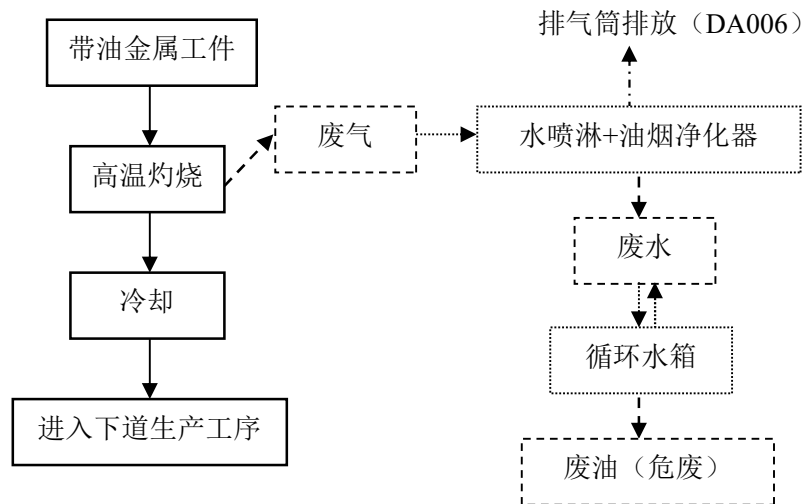 排气筒排放（DA006）
带油金属工件
废气
水喷淋+油烟净化器
高温灼烧
废水
冷却
循环水箱
进入下道生产工序
废油（危废）